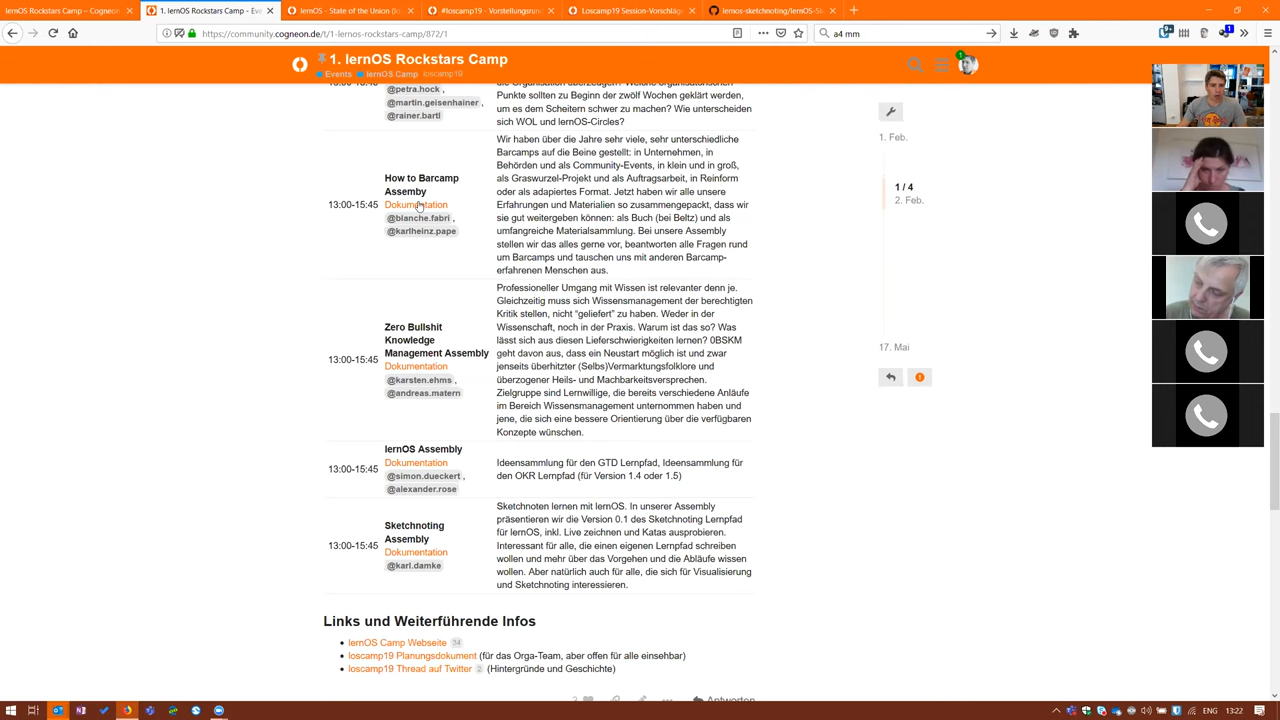 lernOS Rockstars Camp – Cogneon
1. lernOS Rockstars Camp - Eve
lernOS - State of the Union (ko
#loscamp19 - Vorstellungsrun
Loscamp19 Session-Vorschläge
lernos-sketchnoting/lernOS-Sk
https://community.cogneon.de/t/1-lernos-rockstars-camp/872/1
a4 mm
1. lernOS Rockstars Camp
Events
lernOS Camp
loscamp19
1
13:00-15:45
@petra.hock ,
@martin.geisenhainer ,
@rainer.bartl
Punkte sollten zu Beginn der zwölf Wochen geklärt werden,
um es dem Scheitern schwer zu machen? Wie unterscheiden
sich WOL und lernOS-Circles?
13:00-15:45
How to Barcamp
Assemby
Dokumentation
@blanche.fabri ,
@karlheinz.pape
Wir haben über die Jahre sehr viele, sehr unterschiedliche
Barcamps auf die Beine gestellt: in Unternehmen, in
Behörden und als Community-Events, in klein und in groß,
als Graswurzel-Projekt und als Auftragsarbeit, in Reinform
oder als adaptiertes Format. Jetzt haben wir alle unsere
Erfahrungen und Materialien so zusammengepackt, dass wir
sie gut weitergeben können: als Buch (bei Beltz) und als
umfangreiche Materialsammlung. Bei unsere Assembly
stellen wir das alles gerne vor, beantworten alle Fragen rund
um Barcamps und tauschen uns mit anderen Barcamp-
erfahrenen Menschen aus.
13:00-15:45
Zero Bullshit
Knowledge
Management Assembly
Dokumentation
@karsten.ehms ,
@andreas.matern
Professioneller Umgang mit Wissen ist relevanter denn je.
Gleichzeitig muss sich Wissensmanagement der berechtigten
Kritik stellen, nicht “geliefert” zu haben. Weder in der
Wissenschaft, noch in der Praxis. Warum ist das so? Was
lässt sich aus diesen Lieferschwierigkeiten lernen? 0BSKM
geht davon aus, dass ein Neustart möglich ist und zwar
jenseits überhitzter (Selbs)Vermarktungsfolklore und
überzogener Heils- und Machbarkeitsversprechen.
Zielgruppe sind Lernwillige, die bereits verschiedene Anläufe
im Bereich Wissensmanagement unternommen haben und
jene, die sich eine bessere Orientierung über die verfügbaren
Konzepte wünschen.
13:00-15:45
lernOS Assembly
Dokumentation
@simon.dueckert ,
@alexander.rose
Ideensammlung für den GTD Lernpfad, Ideensammlung für
den OKR Lernpfad (für Version 1.4 oder 1.5)
13:00-15:45
Sketchnoting
Assembly
Dokumentation
@karl.damke
Sketchnoten lernen mit lernOS. In unserer Assembly
präsentieren wir die Version 0.1 des Sketchnoting Lernpfad
für lernOS, inkl. Live zeichnen und Katas ausprobieren.
Interessant für alle, die einen eigenen Lernpfad schreiben
wollen und mehr über das Vorgehen und die Abläufe wissen
wollen. Aber natürlich auch für alle, die sich für Visualisierung
und Sketchnoting interessieren.
Links und Weiterführende Infos
lernOS Camp Webseite 34
loscamp19 Planungsdokument (für das Orga-Team, aber offen für alle einsehbar)
loscamp19 Thread auf Twitter 2 (Hintergründe und Geschichte)
Antworten
1. Feb.
1 / 4
2. Feb.
17. Mai
ENG
13:22